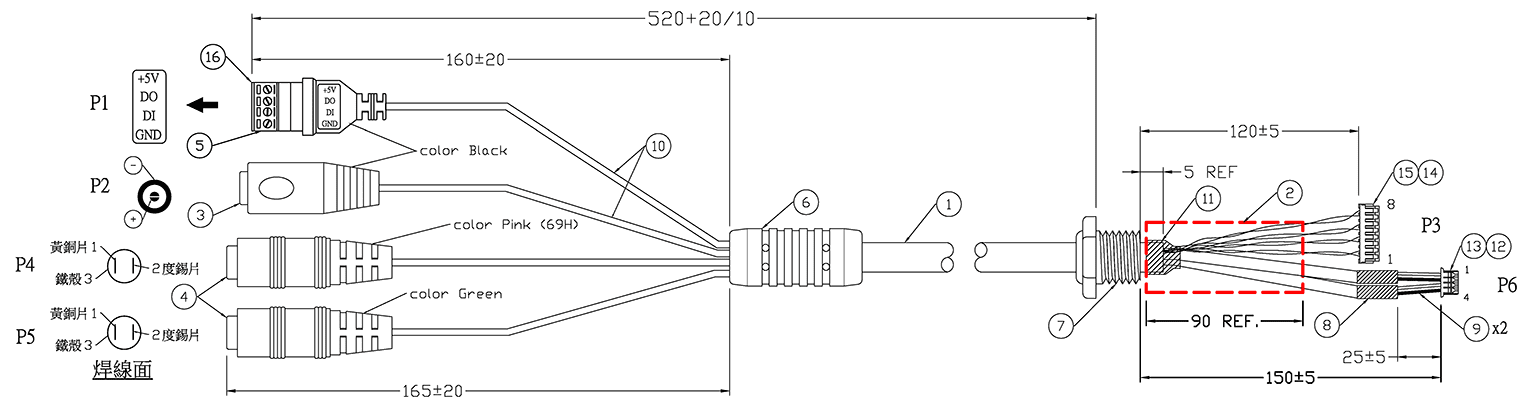 520+20/10
160±20
16
P1
+5V
DO
DI
GND
+5V
DO
DI
GND
5
color Black
10
P2
-
+
3
color Pink (69H)
P4
黃銅片 1
鐵殼 3
2度錫片
4
color Green
P5
黃銅片 1
鐵殼 3
2度錫片
焊線面
165±20
6
1
7
120±5
5 REF
11
2
15 14
8
P3
1
13 12
1
P6
4
90 REF.
8
9 x2
25±5
150±5